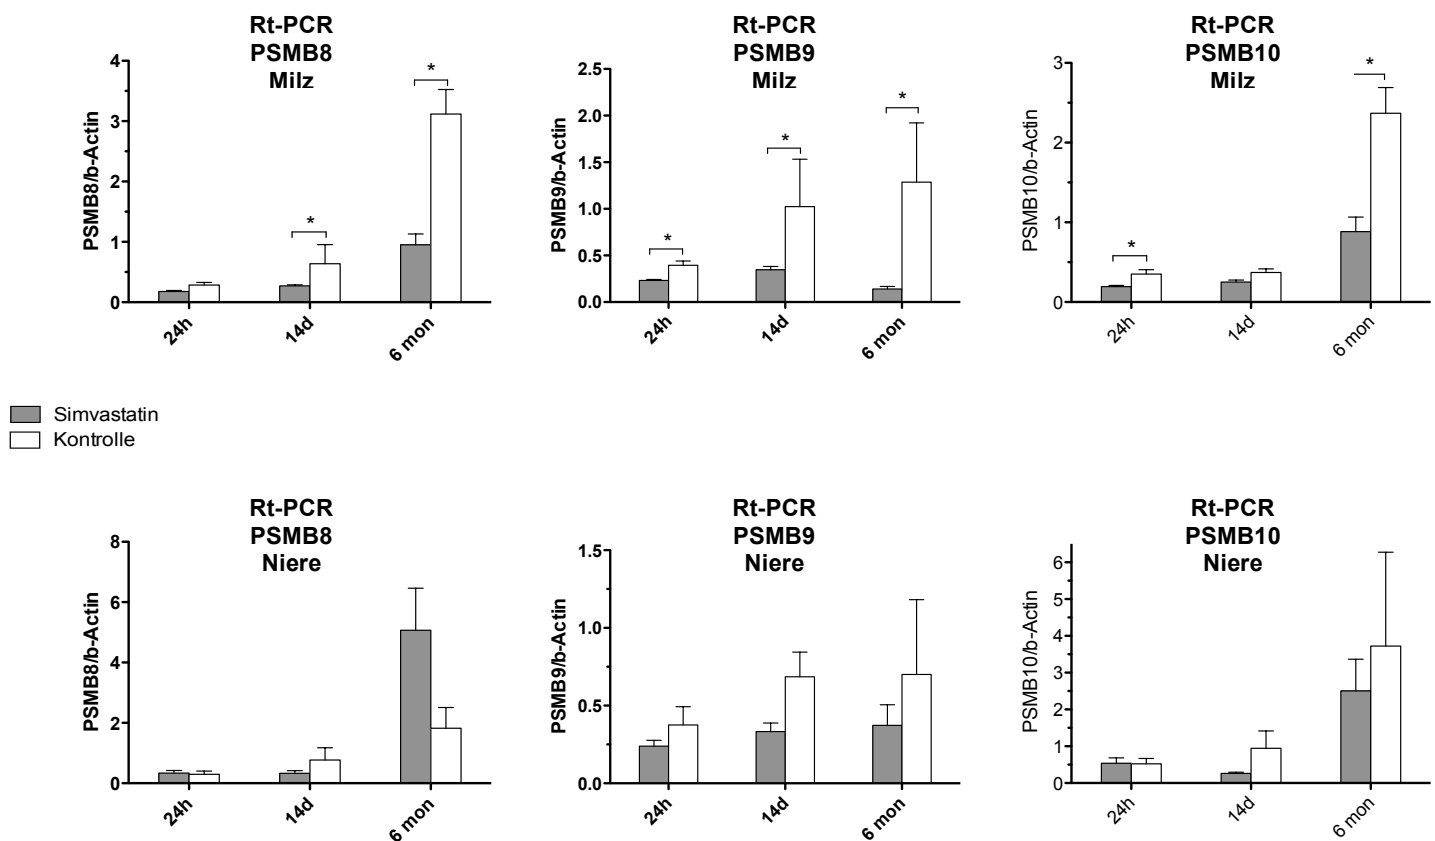 Rt-PCR
PSMB8
Milz
PSMB8/b-Actin
4
3
2
1
0
*
*
24h
14d
6 mon
Rt-PCR
PSMB9
Milz
PSMB9/b-Actin
2.5
2.0
1.5
1.0
0.5
0.0
*
*
*
24h
14d
6 mon
Rt-PCR
PSMB10
Milz
PSMB10/b-Actin
3
2
1
0
*
*
24h
14d
6 mon
Simvastatin
Kontrolle
Rt-PCR
PSMB8
Niere
PSMB8/b-Actin
8
6
4
2
0
24h
14d
6 mon
Rt-PCR
PSMB9
Niere
PSMB9/b-Actin
1.5
1.0
0.5
0.0
24h
14d
6 mon
Rt-PCR
PSMB10
Niere
PSMB10/b-Actin
6
5
4
3
2
1
0
24h
14d
6 mon